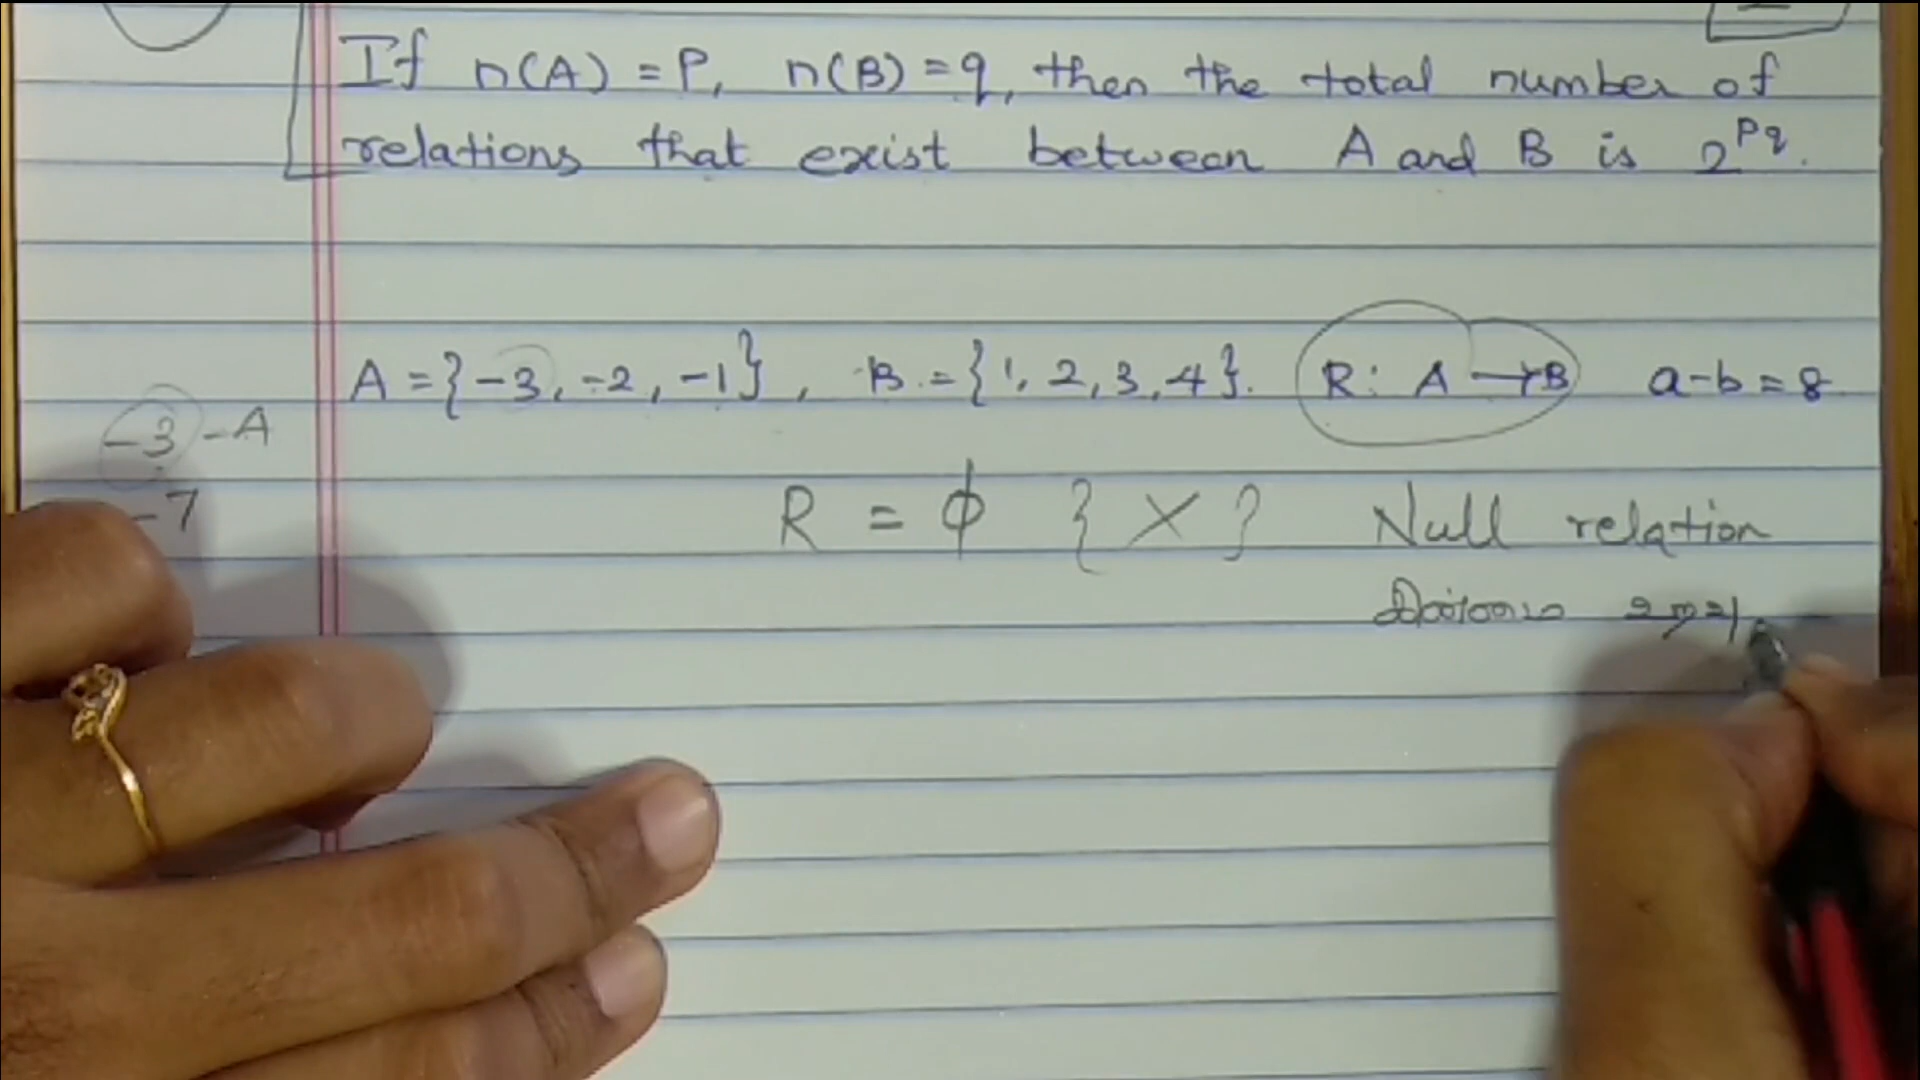 If n(A) = P, n(B) = q, then the total number of
relations that exist between A and B is 2^pq.
A = {-3, -2, -1}, B = {1, 2, 3, 4}. R: A → B a-b = 8
-3 -A
-7
R = ϕ { X } Null relation